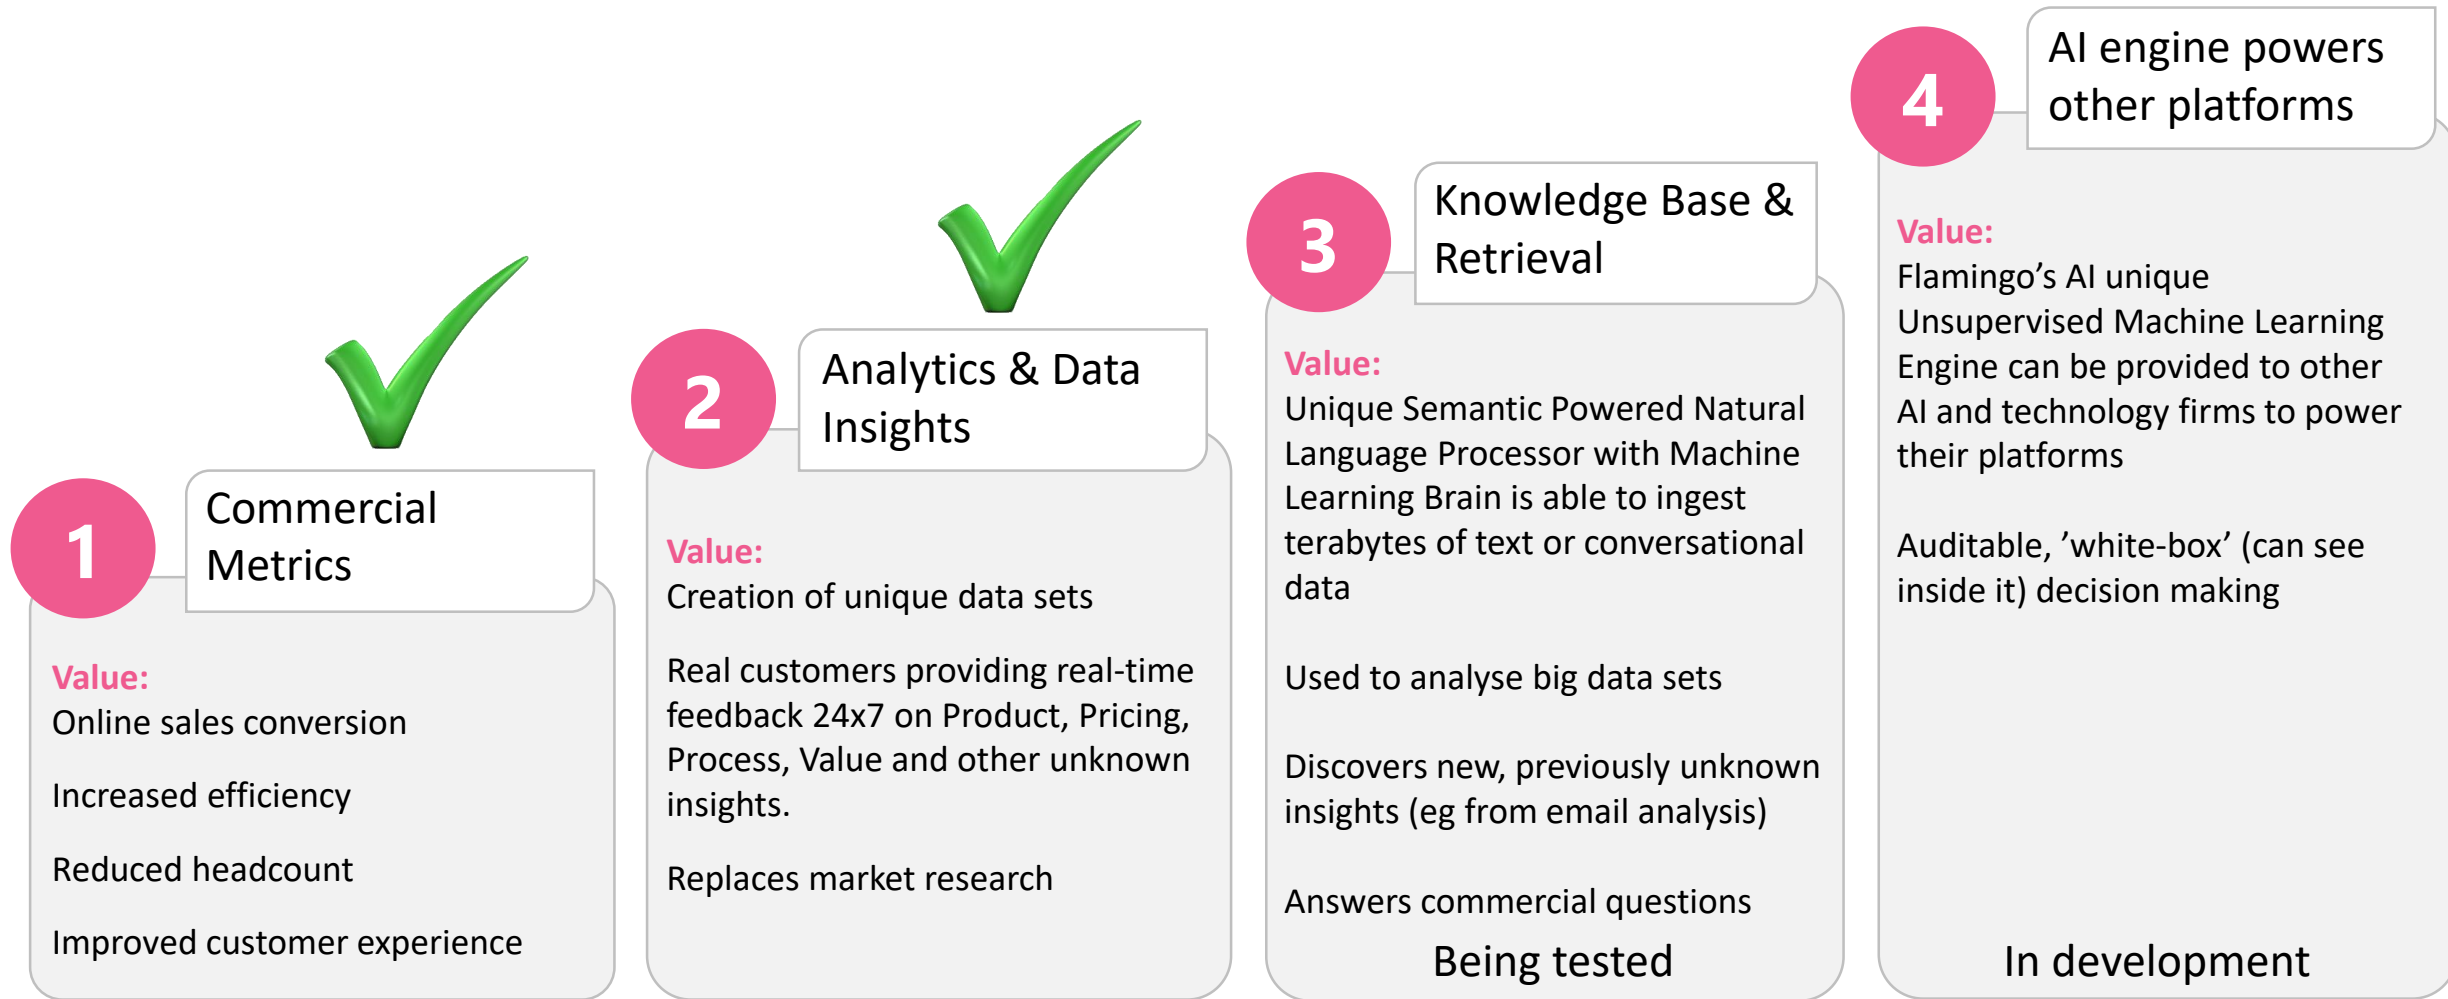 1
Commercial
Metrics
Value:
Online sales conversion
Increased efficiency
Reduced headcount
Improved customer experience
2
Analytics & Data
Insights
Value:
Creation of unique data sets
Real customers providing real-time
feedback 24x7 on Product, Pricing,
Process, Value and other unknown
insights.
Replaces market research
3
Knowledge Base &
Retrieval
Value:
Unique Semantic Powered Natural
Language Processor with Machine
Learning Brain is able to ingest
terabytes of text or conversational
data
Used to analyse big data sets
Discovers new, previously unknown
insights (eg from email analysis)
Answers commercial questions
Being tested
4
AI engine powers
other platforms
Value:
Flamingo’s AI unique
Unsupervised Machine Learning
Engine can be provided to other
AI and technology firms to power
their platforms
Auditable, ’white-box’ (can see
inside it) decision making
In development